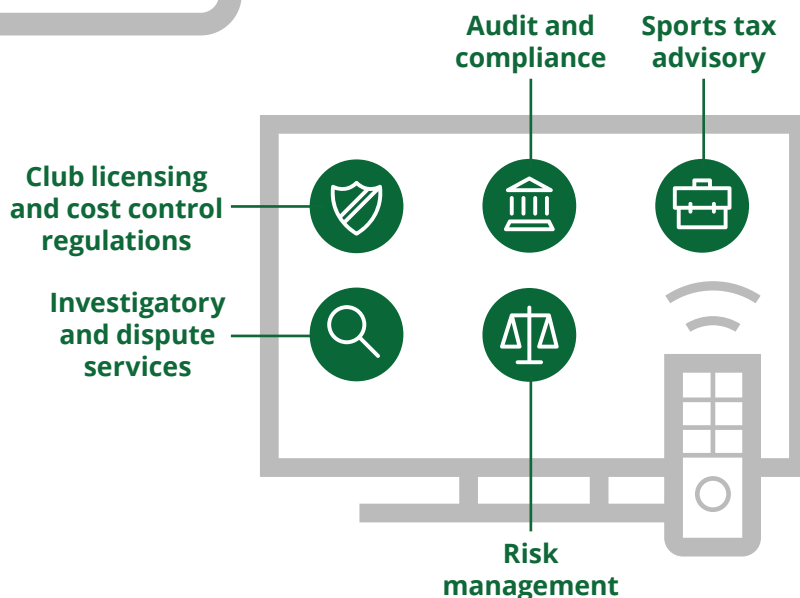 Audit and
compliance
Sports tax
advisory
Club licensing
and cost control
regulations
Investigatory
and dispute
services
Risk
management